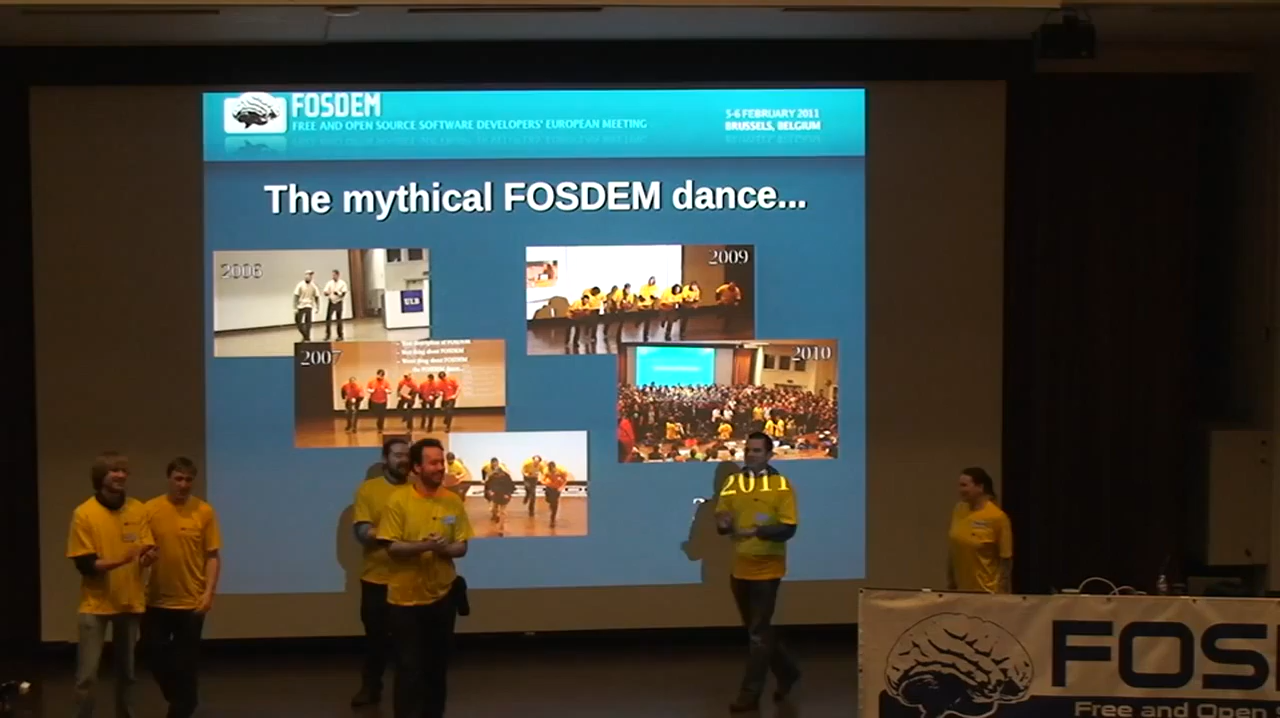 FOSDEM
FREE AND OPEN SOURCE SOFTWARE DEVELOPERS' EUROPEAN MEETING
5-6 FEBRUARY 2011
BRUSSELS, BELGIUM
The mythical FOSDEM dance...
2006
ULB
2009
2007
2010
2011
FOS
Free and Open